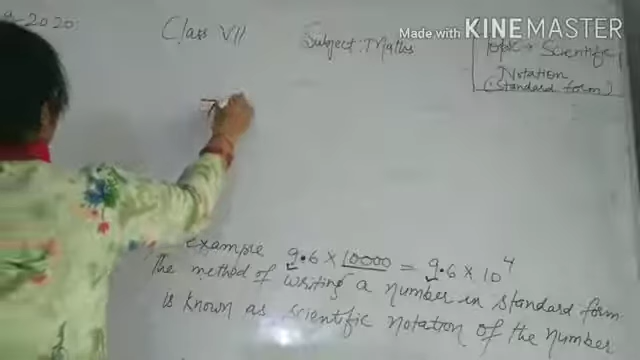 2020
Made with KINEMASTER
Class VII
Subject: Maths
Topic → Scientific
Notation
(Standard form)
example 9.6 × 10000 = 9.6 × 10⁴
The method of writing a number in standard form
is known as scientific notation of the number